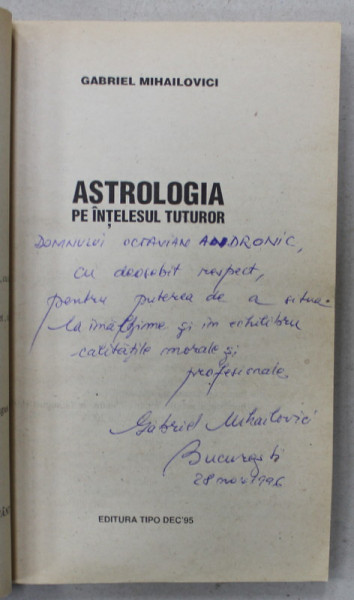 GABRIEL MIHAILOVICI
ASTROLOGIA
PE ÎNȚELESUL TUTUROR
DOMNULUI OCTAVIAN ANDRONIC,
cu deosebit respect,
pentru puterea de a situa
la înălțime și în echilibru
calitățile morale și
profesionale.
Gabriel Mihailovici
București
28 nov 1996
EDITURA TIPO DEC'95